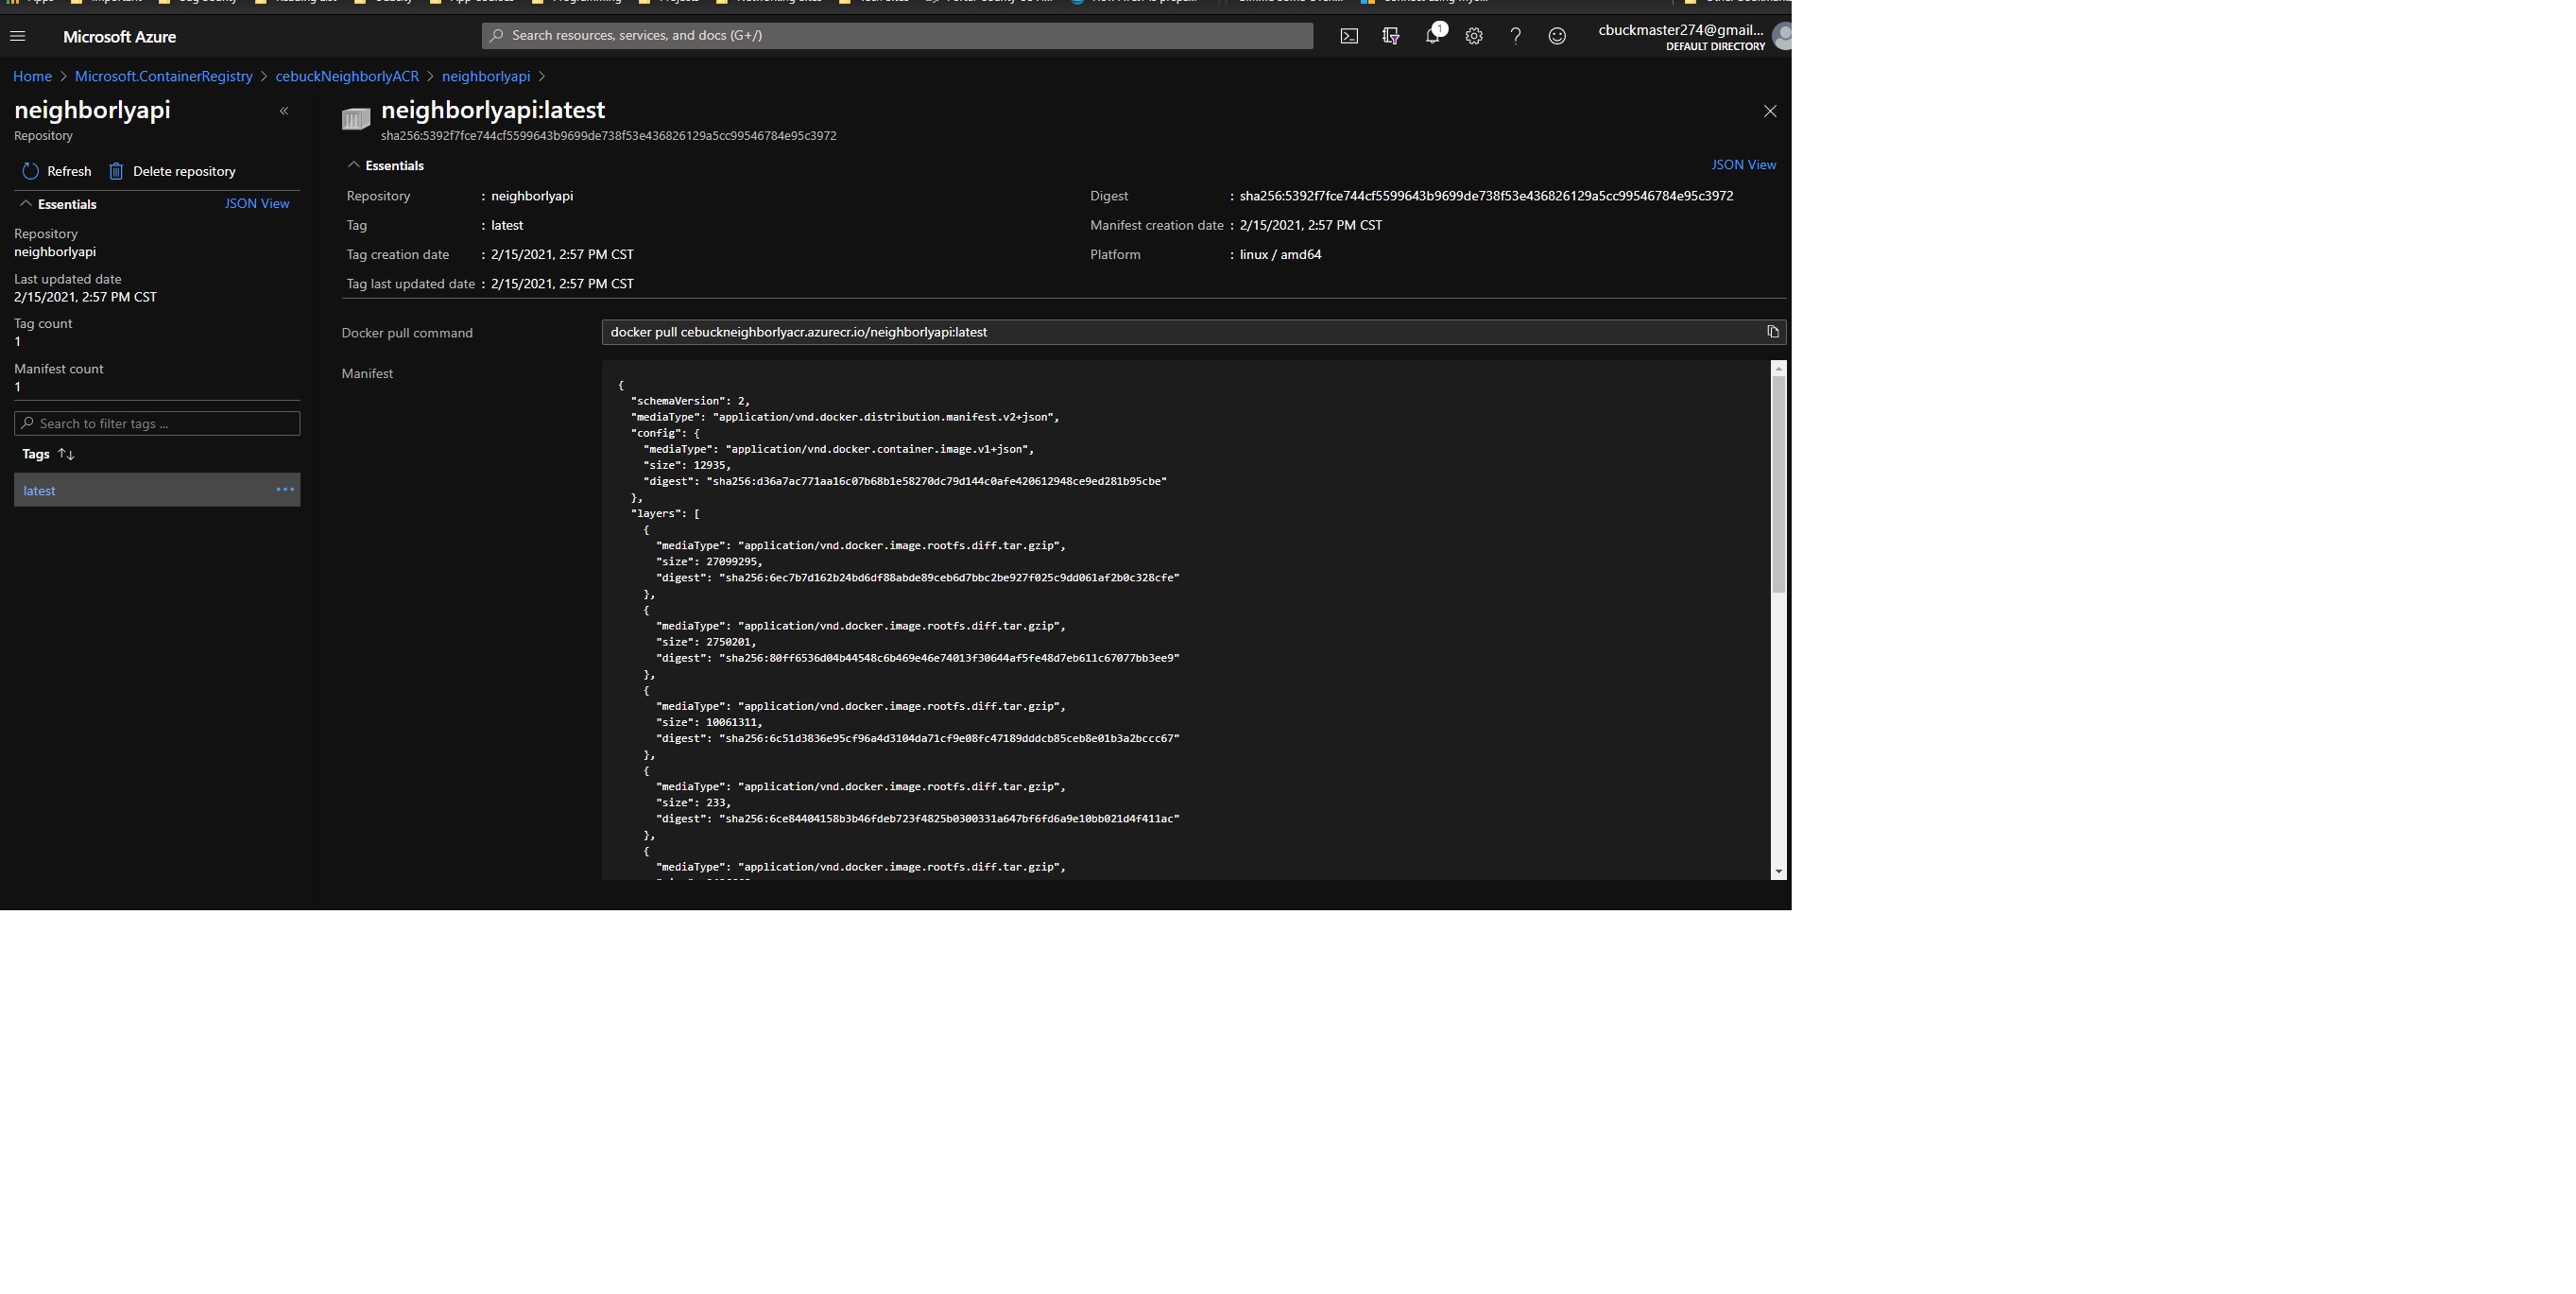 Microsoft Azure
Search resources, services, and docs (G+/)
1
cbuckmaster274@gmail...
DEFAULT DIRECTORY
Home > Microsoft.ContainerRegistry > cebuckNeighborlyACR > neighborlyapi >
neighborlyapi
«
Repository
Refresh Delete repository
Essentials JSON View
Repository
neighborlyapi
Last updated date
2/15/2021, 2:57 PM CST
Tag count
1
Manifest count
1
Search to filter tags ...
Tags ↑↓
latest ...
neighborlyapi:latest
sha256:5392f7fce744cf5599643b9699de738f53e436826129a5cc99546784e95c3972
Essentials JSON View
Repository : neighborlyapi
Tag : latest
Tag creation date : 2/15/2021, 2:57 PM CST
Tag last updated date : 2/15/2021, 2:57 PM CST
Digest : sha256:5392f7fce744cf5599643b9699de738f53e436826129a5cc99546784e95c3972
Manifest creation date : 2/15/2021, 2:57 PM CST
Platform : linux / amd64
Docker pull command
docker pull cebuckneighborlyacr.azurecr.io/neighborlyapi:latest
Manifest
{
"schemaVersion": 2,
"mediaType": "application/vnd.docker.distribution.manifest.v2+json",
"config": {
"mediaType": "application/vnd.docker.container.image.v1+json",
"size": 12935,
"digest": "sha256:d36a7ac771aa16c07b68b1e58270dc79d144c0afe420612948ce9ed281b95cbe"
},
"layers": [
{
"mediaType": "application/vnd.docker.image.rootfs.diff.tar.gzip",
"size": 27099295,
"digest": "sha256:6ec7b7d162b24bd6df88abde89ceb6d7bbc2be927f025c9dd061af2b0c328cfe"
},
{
"mediaType": "application/vnd.docker.image.rootfs.diff.tar.gzip",
"size": 2750201,
"digest": "sha256:80ff6536d04b44548c6b469e46e74013f30644af5fe48d7eb611c67077bb3ee9"
},
{
"mediaType": "application/vnd.docker.image.rootfs.diff.tar.gzip",
"size": 10061311,
"digest": "sha256:6c51d3836e95cf96a4d3104da71cf9e08fc47189dddcb85ceb8e01b3a2bccc67"
},
{
"mediaType": "application/vnd.docker.image.rootfs.diff.tar.gzip",
"size": 233,
"digest": "sha256:6ce84404158b3b46fdeb723f4825b0300331a647bf6fd6a9e10bb021d4f411ac"
},
{
"mediaType": "application/vnd.docker.image.rootfs.diff.tar.gzip",